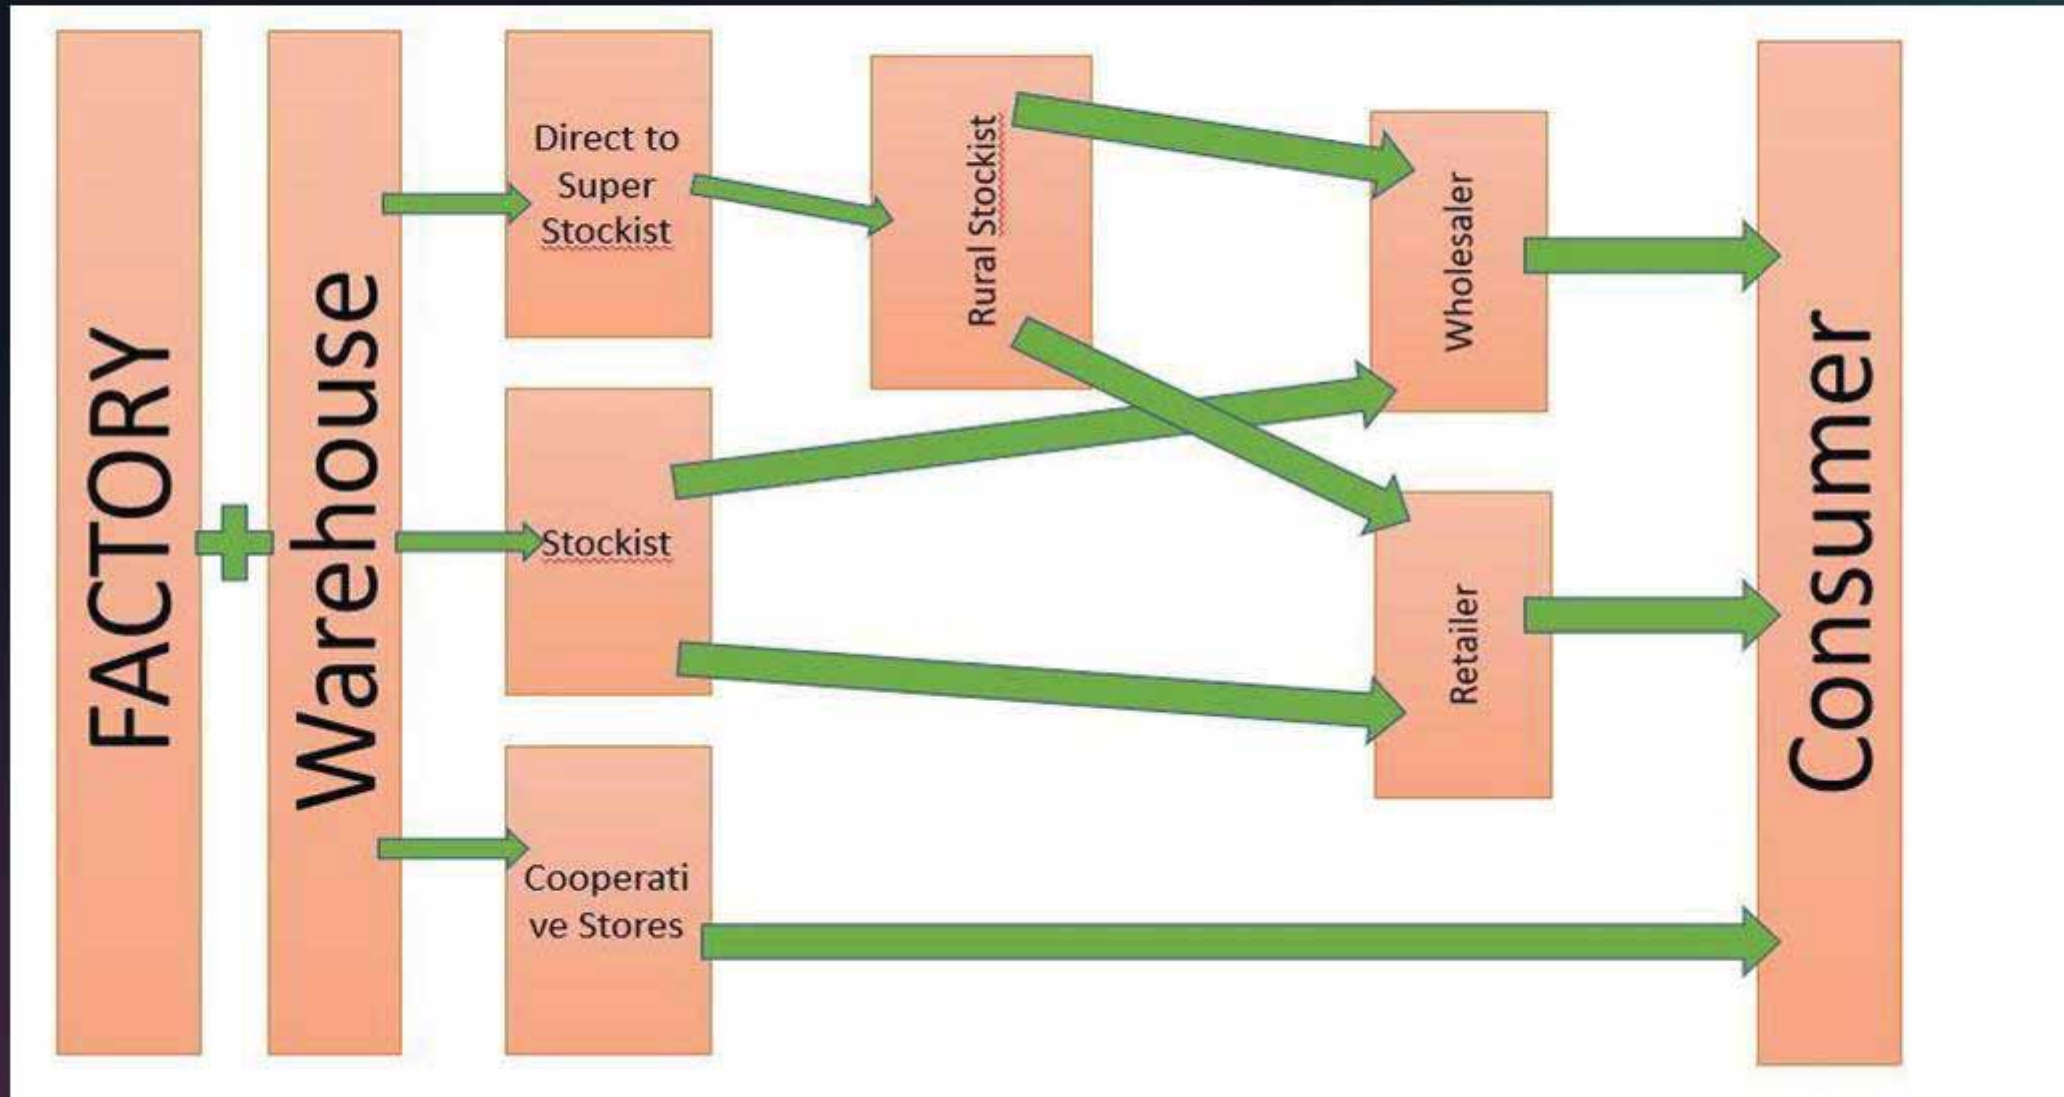 FACTORY
Warehouse
Direct to
Super
Stockist
Stockist
Cooperati
ve Stores
Rural Stockist
Wholesaler
Retailer
Consumer